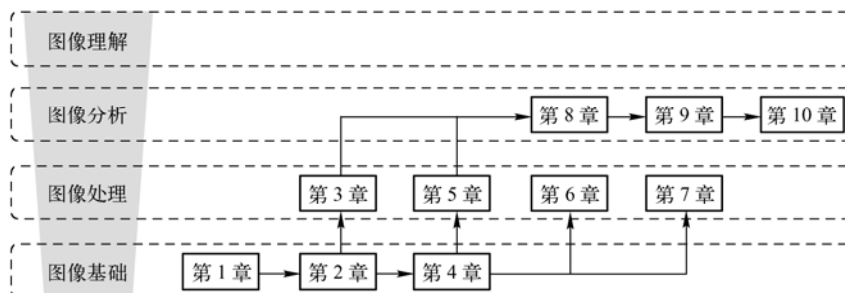 图像理解
图像分析 第 8 章 第 9 章 第 10 章
图像处理 第 3 章 第 5 章 第 6 章 第 7 章
图像基础 第 1 章 第 2 章 第 4 章